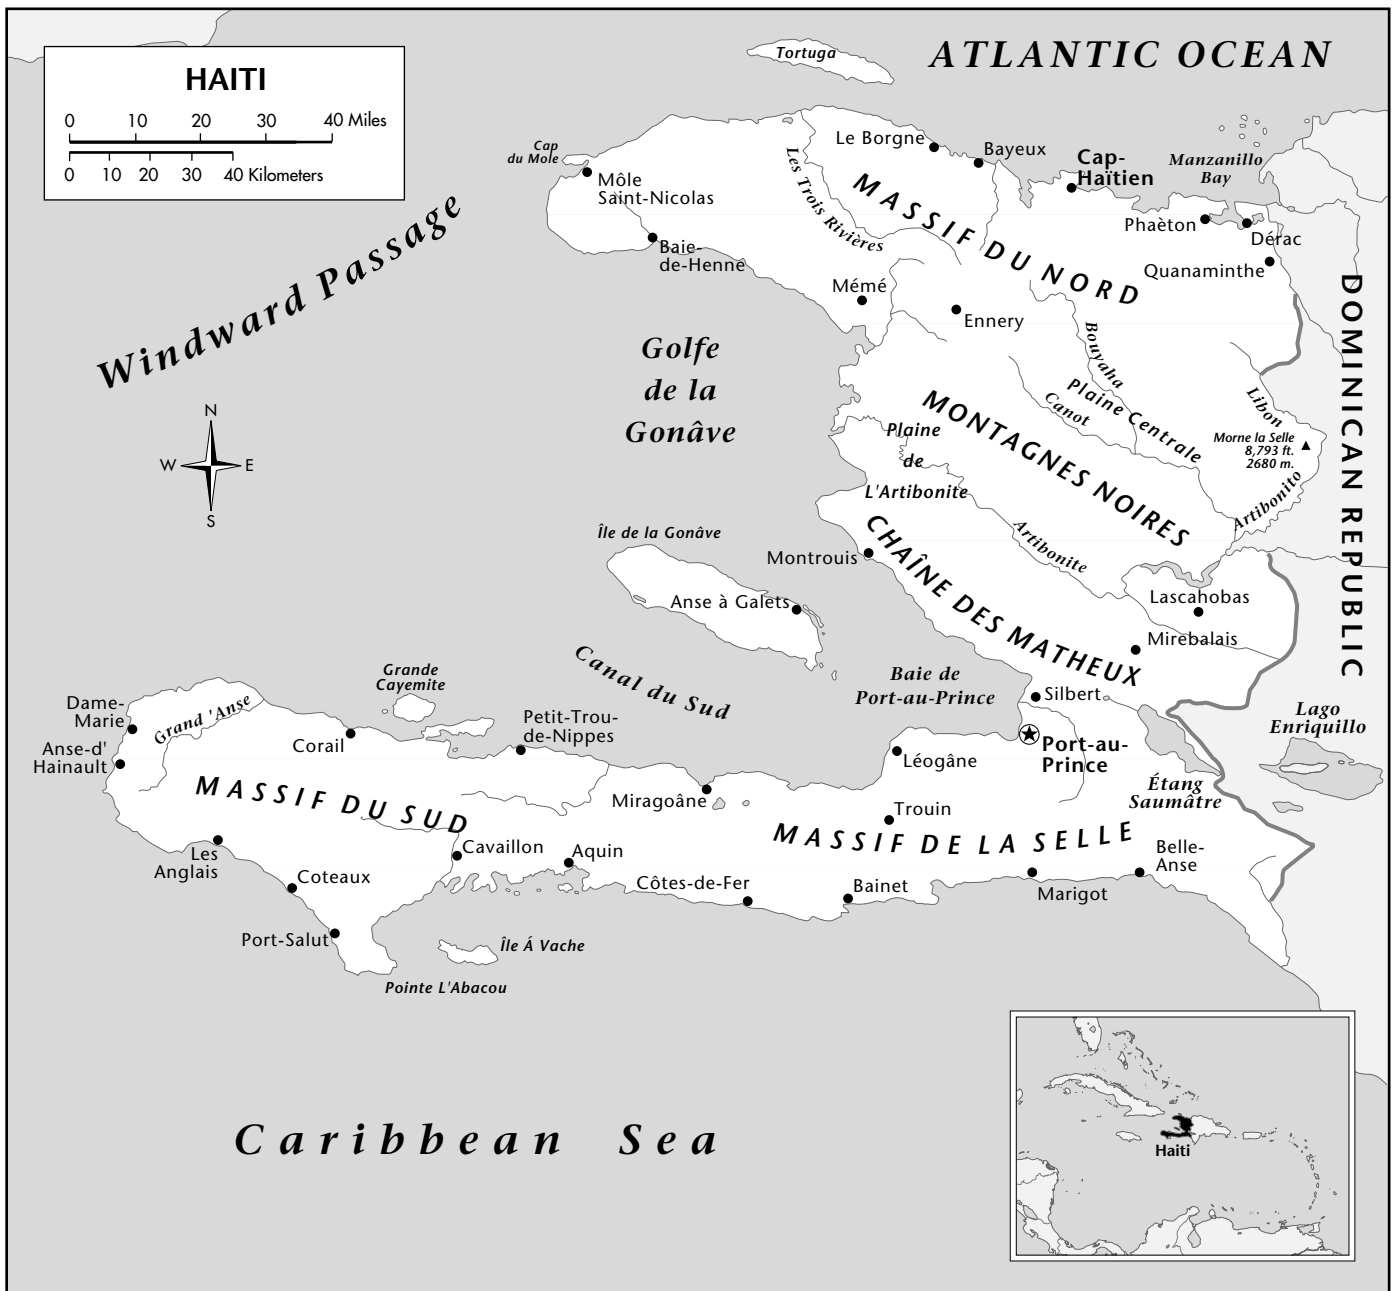 HAITI
0 10 20 30 40 Miles
0 10 20 30 40 Kilometers
ATLANTIC OCEAN
Tortuga
Cap
du Mole
Môle
Saint-Nicolas
Baie-
de-Henne
Les Trois Rivières
Le Borgne
Bayeux
Cap-
Haïtien
Manzanillo
Bay
Phaèton
Dérac
Quanaminthe
MASSIF DU NORD
Mémé
Ennery
Windward Passage
Golfe
de la
Gonâve
Bouyaha
Plaine Centrale
Canot
Libon
Morne la Selle
8,793 ft.
2680 m.
Artibonito
DOMINICAN REPUBLIC
MONTAGNES NOIRES
Plaine
de
L'Artibonite
Artibonite
N
W E
S
CHAÎNE DES MATHEUX
Montrouis
Île de la Gonâve
Anse à Galets
Lascahobas
Mirebalais
Canal du Sud
Baie de
Port-au-Prince
Silbert
Port-au-
Prince
Lago
Enriquillo
Étang
Saumâtre
Grande
Cayemite
Dame-
Marie
Grand 'Anse
Anse-d'
Hainault
Corail
Petit-Trou-
de-Nippes
Léogâne
Miragoâne
Trouin
MASSIF DU SUD
MASSIF DE LA SELLE
Les
Anglais
Cavaillon
Aquin
Coteaux
Côtes-de-Fer
Bainet
Marigot
Belle-
Anse
Port-Salut
Île Á Vache
Pointe L'Abacou
Caribbean Sea
Haiti